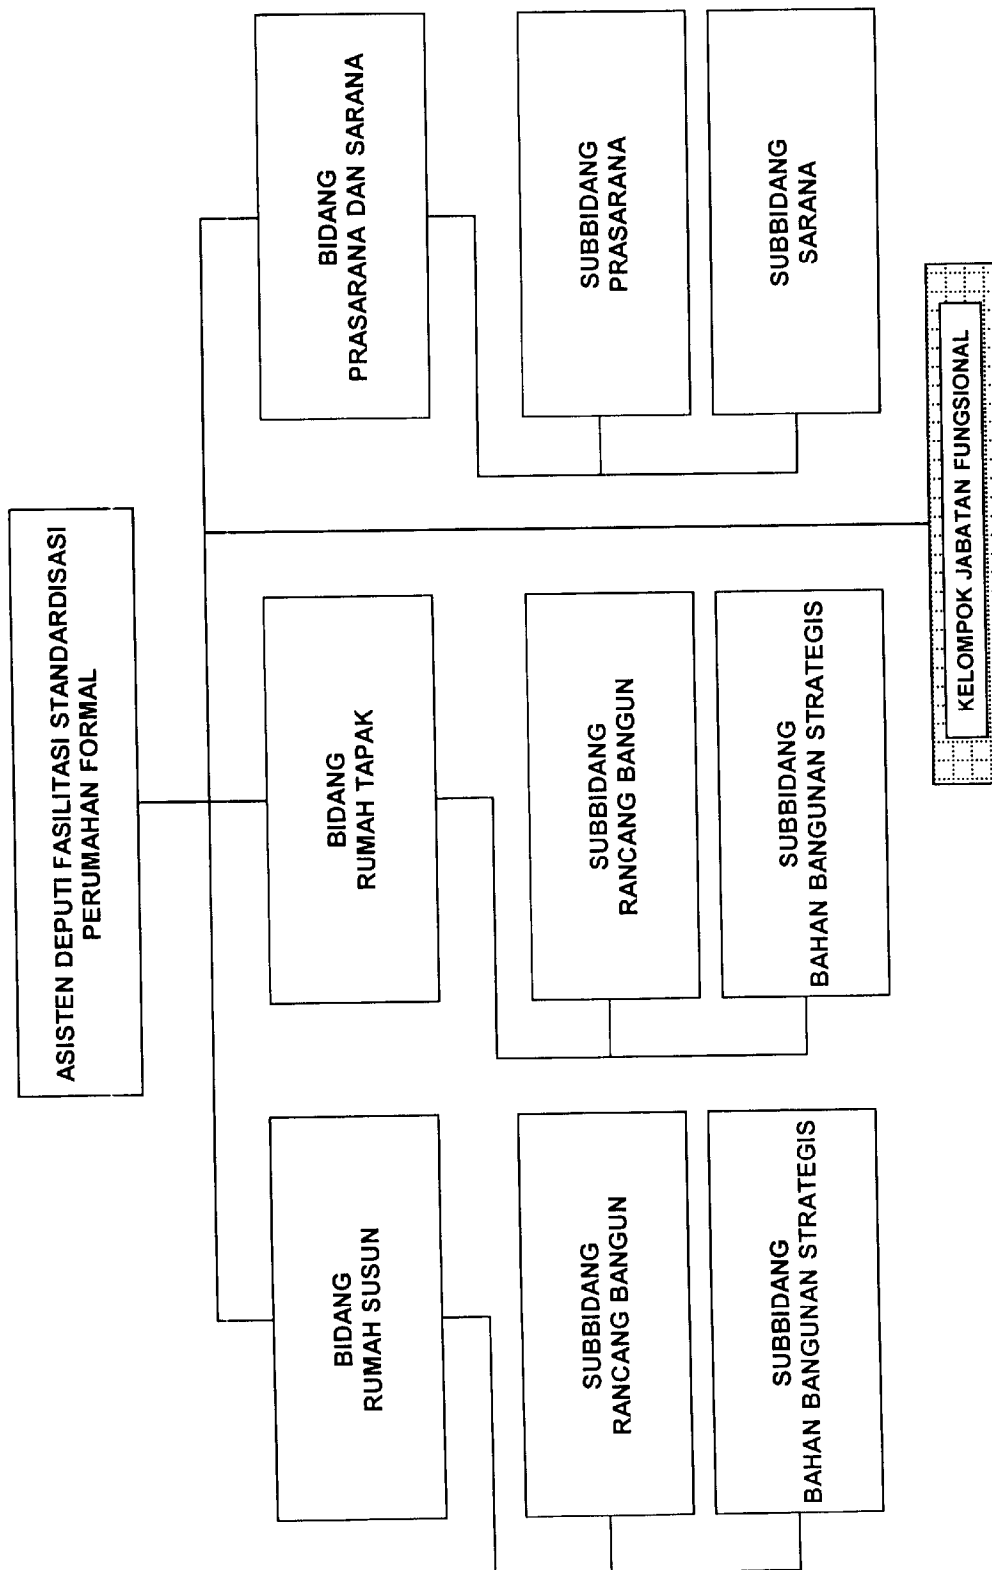 ASISTEN DEPUTI FASILITASI STANDARDISASI
PERUMAHAN FORMAL
BIDANG
RUMAH SUSUN
BIDANG
RUMAH TAPAK
BIDANG
PRASARANA DAN SARANA
SUBBIDANG
RANCANG BANGUN
SUBBIDANG
RANCANG BANGUN
SUBBIDANG
PRASARANA
SUBBIDANG
BAHAN BANGUNAN STRATEGIS
SUBBIDANG
BAHAN BANGUNAN STRATEGIS
SUBBIDANG
SARANA
KELOMPOK JABATAN FUNGSIONAL